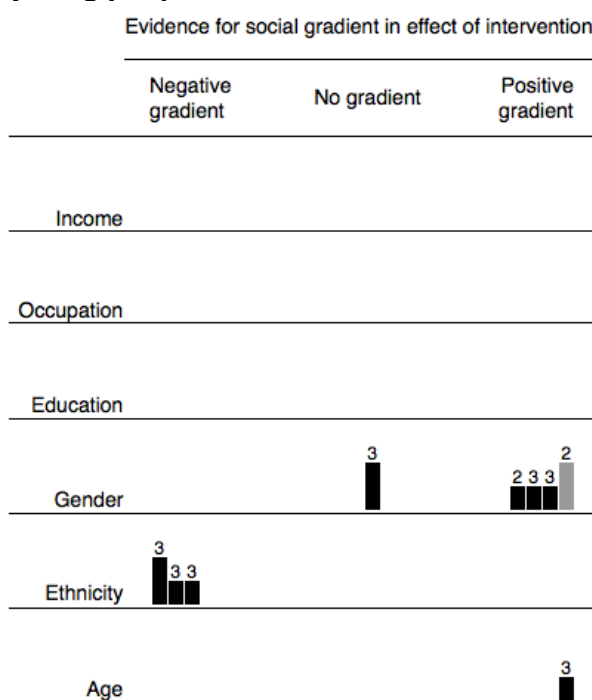 Evidence for social gradient in effect of intervention
Negative gradient
No gradient
Positive gradient
Income
Occupation
Education
Gender
3
2 3 3 2
Ethnicity
3 3 3
Age
3